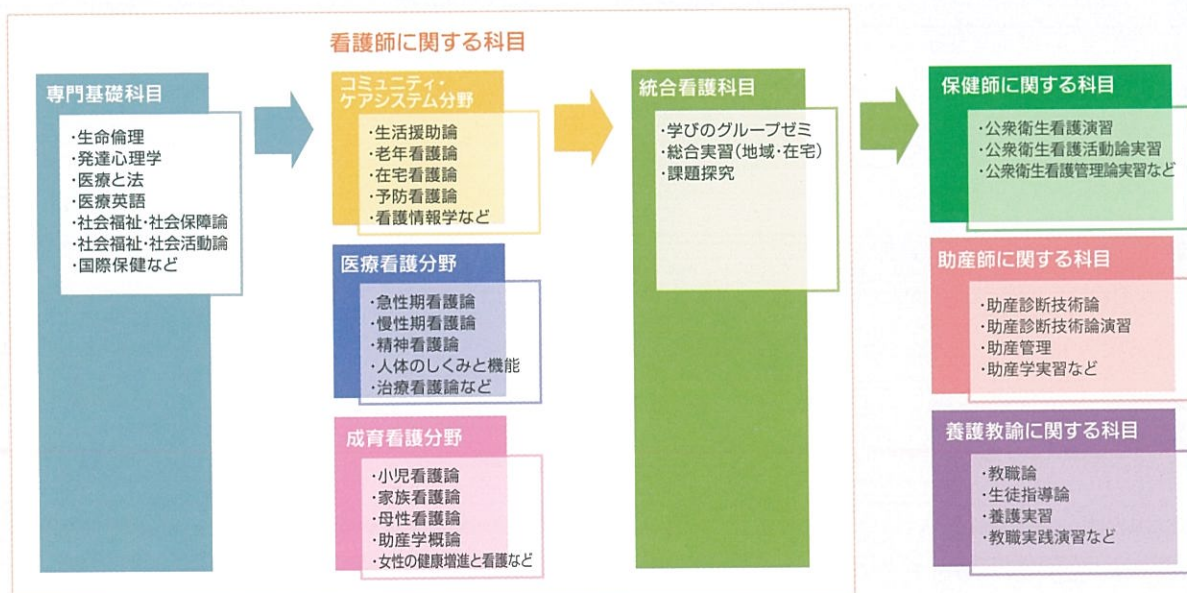 看護師に関する科目
専門基礎科目
・生命倫理
・発達心理学
・医療と法
・医療英語
・社会福祉・社会保障論
・社会福祉・社会活動論
・国際保健など
コミュニティ・
ケアシステム分野
・生活援助論
・老年看護論
・在宅看護論
・予防看護論
・看護情報学など
医療看護分野
・急性期看護論
・慢性期看護論
・精神看護論
・人体のしくみと機能
・治療看護論など
成育看護分野
・小児看護論
・家族看護論
・母性看護論
・助産学概論
・女性の健康増進と看護など
統合看護科目
・学びのグループゼミ
・総合実習(地域・在宅)
・課題探究
保健師に関する科目
・公衆衛生看護演習
・公衆衛生看護活動論実習
・公衆衛生看護管理論実習など
助産師に関する科目
・助産診断技術論
・助産診断技術論演習
・助産管理
・助産学実習など
養護教諭に関する科目
・教職論
・生徒指導論
・養護実習
・教職実践演習など